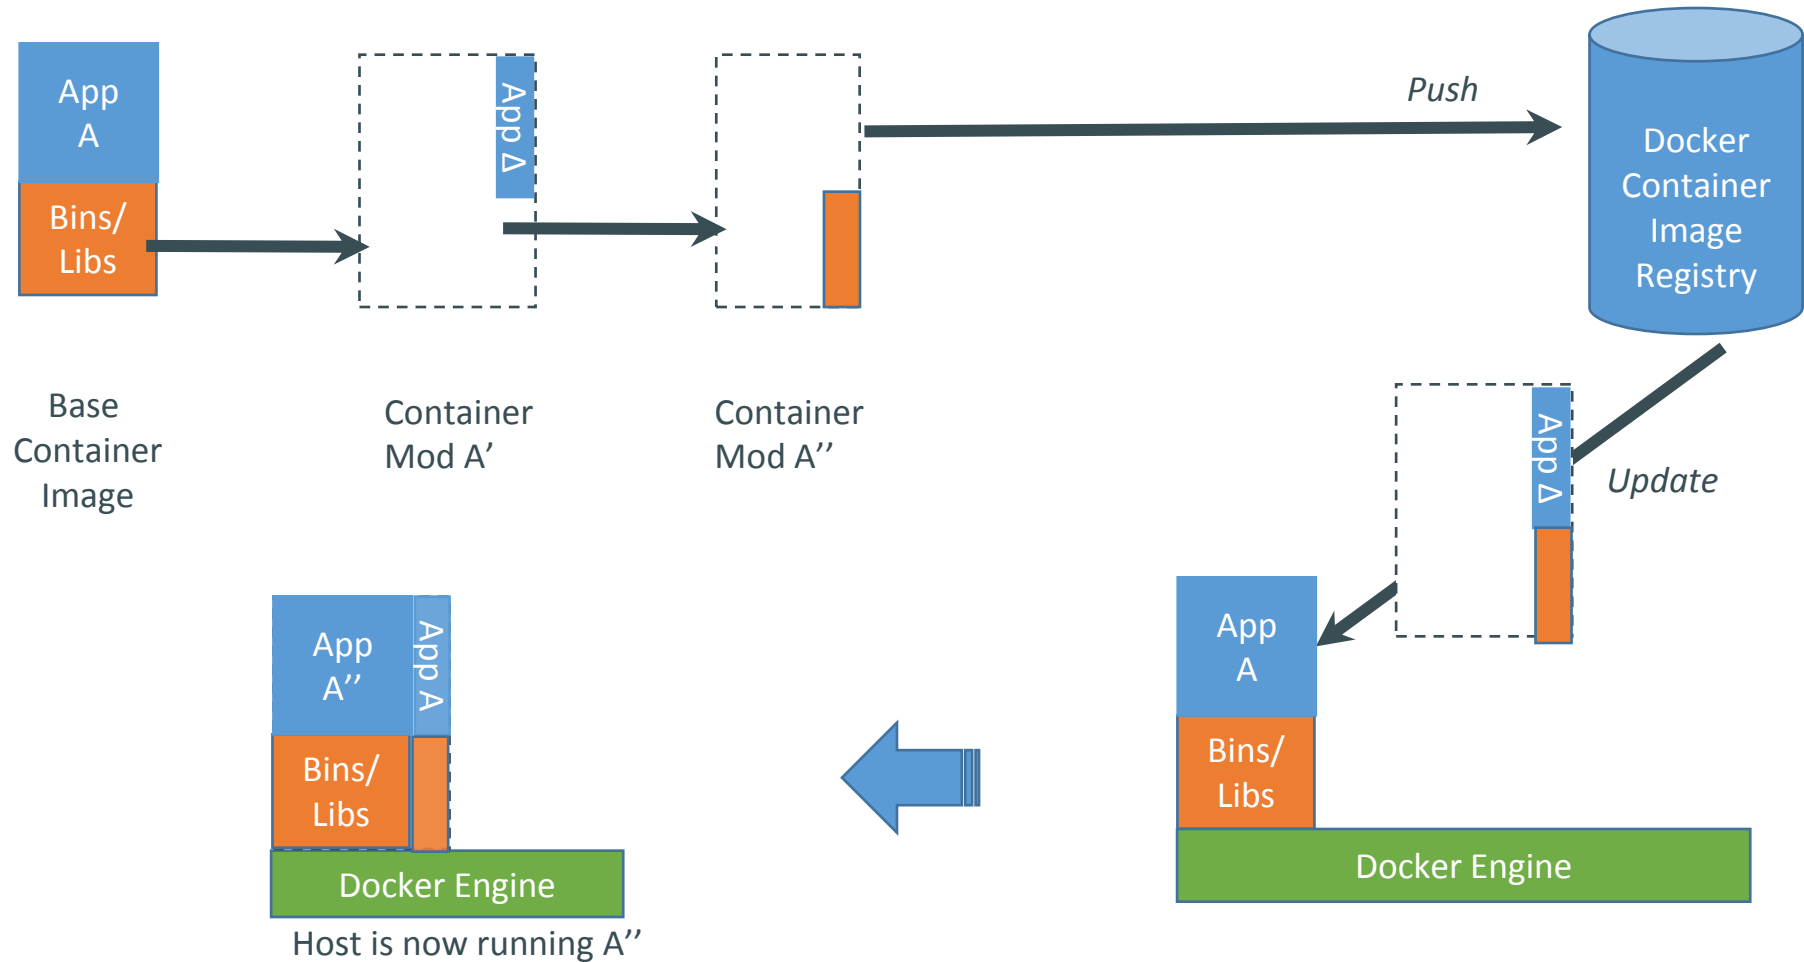 App
A
Bins/
Libs
Base
Container
Image
App Δ
Container
Mod A'
Container
Mod A''
Push
Docker
Container
Image
Registry
App Δ
Update
App
A
Bins/
Libs
Docker Engine
App
A''
App A
Bins/
Libs
Docker Engine
Host is now running A''